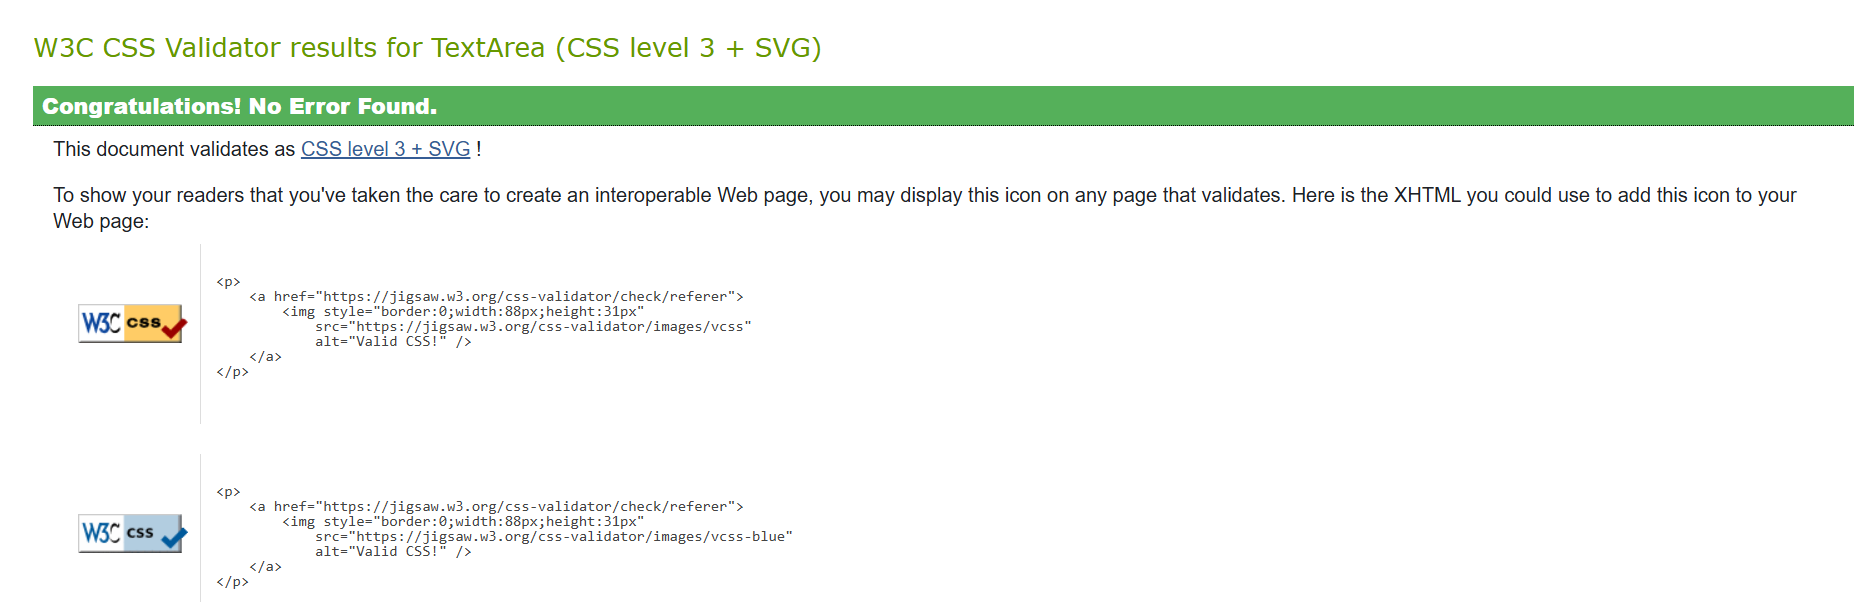 W3C CSS Validator results for TextArea (CSS level 3 + SVG)
Congratulations! No Error Found.
This document validates as CSS level 3 + SVG !
To show your readers that you've taken the care to create an interoperable Web page, you may display this icon on any page that validates. Here is the XHTML you could use to add this icon to your
Web page:
W3C css
<p>
    <a href="https://jigsaw.w3.org/css-validator/check/referer">
        <img style="border:0;width:88px;height:31px"
            src="https://jigsaw.w3.org/css-validator/images/vcss"
            alt="Valid CSS!" />
    </a>
</p>
W3C css
<p>
    <a href="https://jigsaw.w3.org/css-validator/check/referer">
        <img style="border:0;width:88px;height:31px"
            src="https://jigsaw.w3.org/css-validator/images/vcss-blue"
            alt="Valid CSS!" />
    </a>
</p>